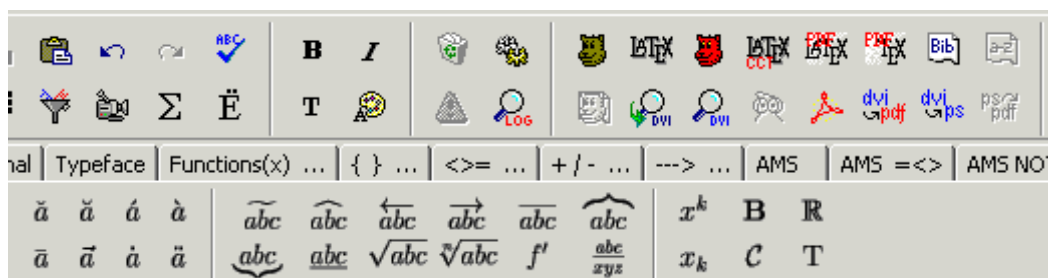 ABC B I LATEX LATEX CCT PDF LATEX PDF TEX Bib a-z
Σ Ë T LOG DVI DVI dvi pdf dvi ps ps pdf
nal Typeface Functions(x) ... { } ... <>= ... + / - ... ---> ... AMS AMS =<> AMS NO
ǎ ă á à abc abc abc abc abc abc x^k B ℝ
ā a⃗ ȧ ä abc abc √abc ⁿ√abc f′ abc/xyz x_k C T